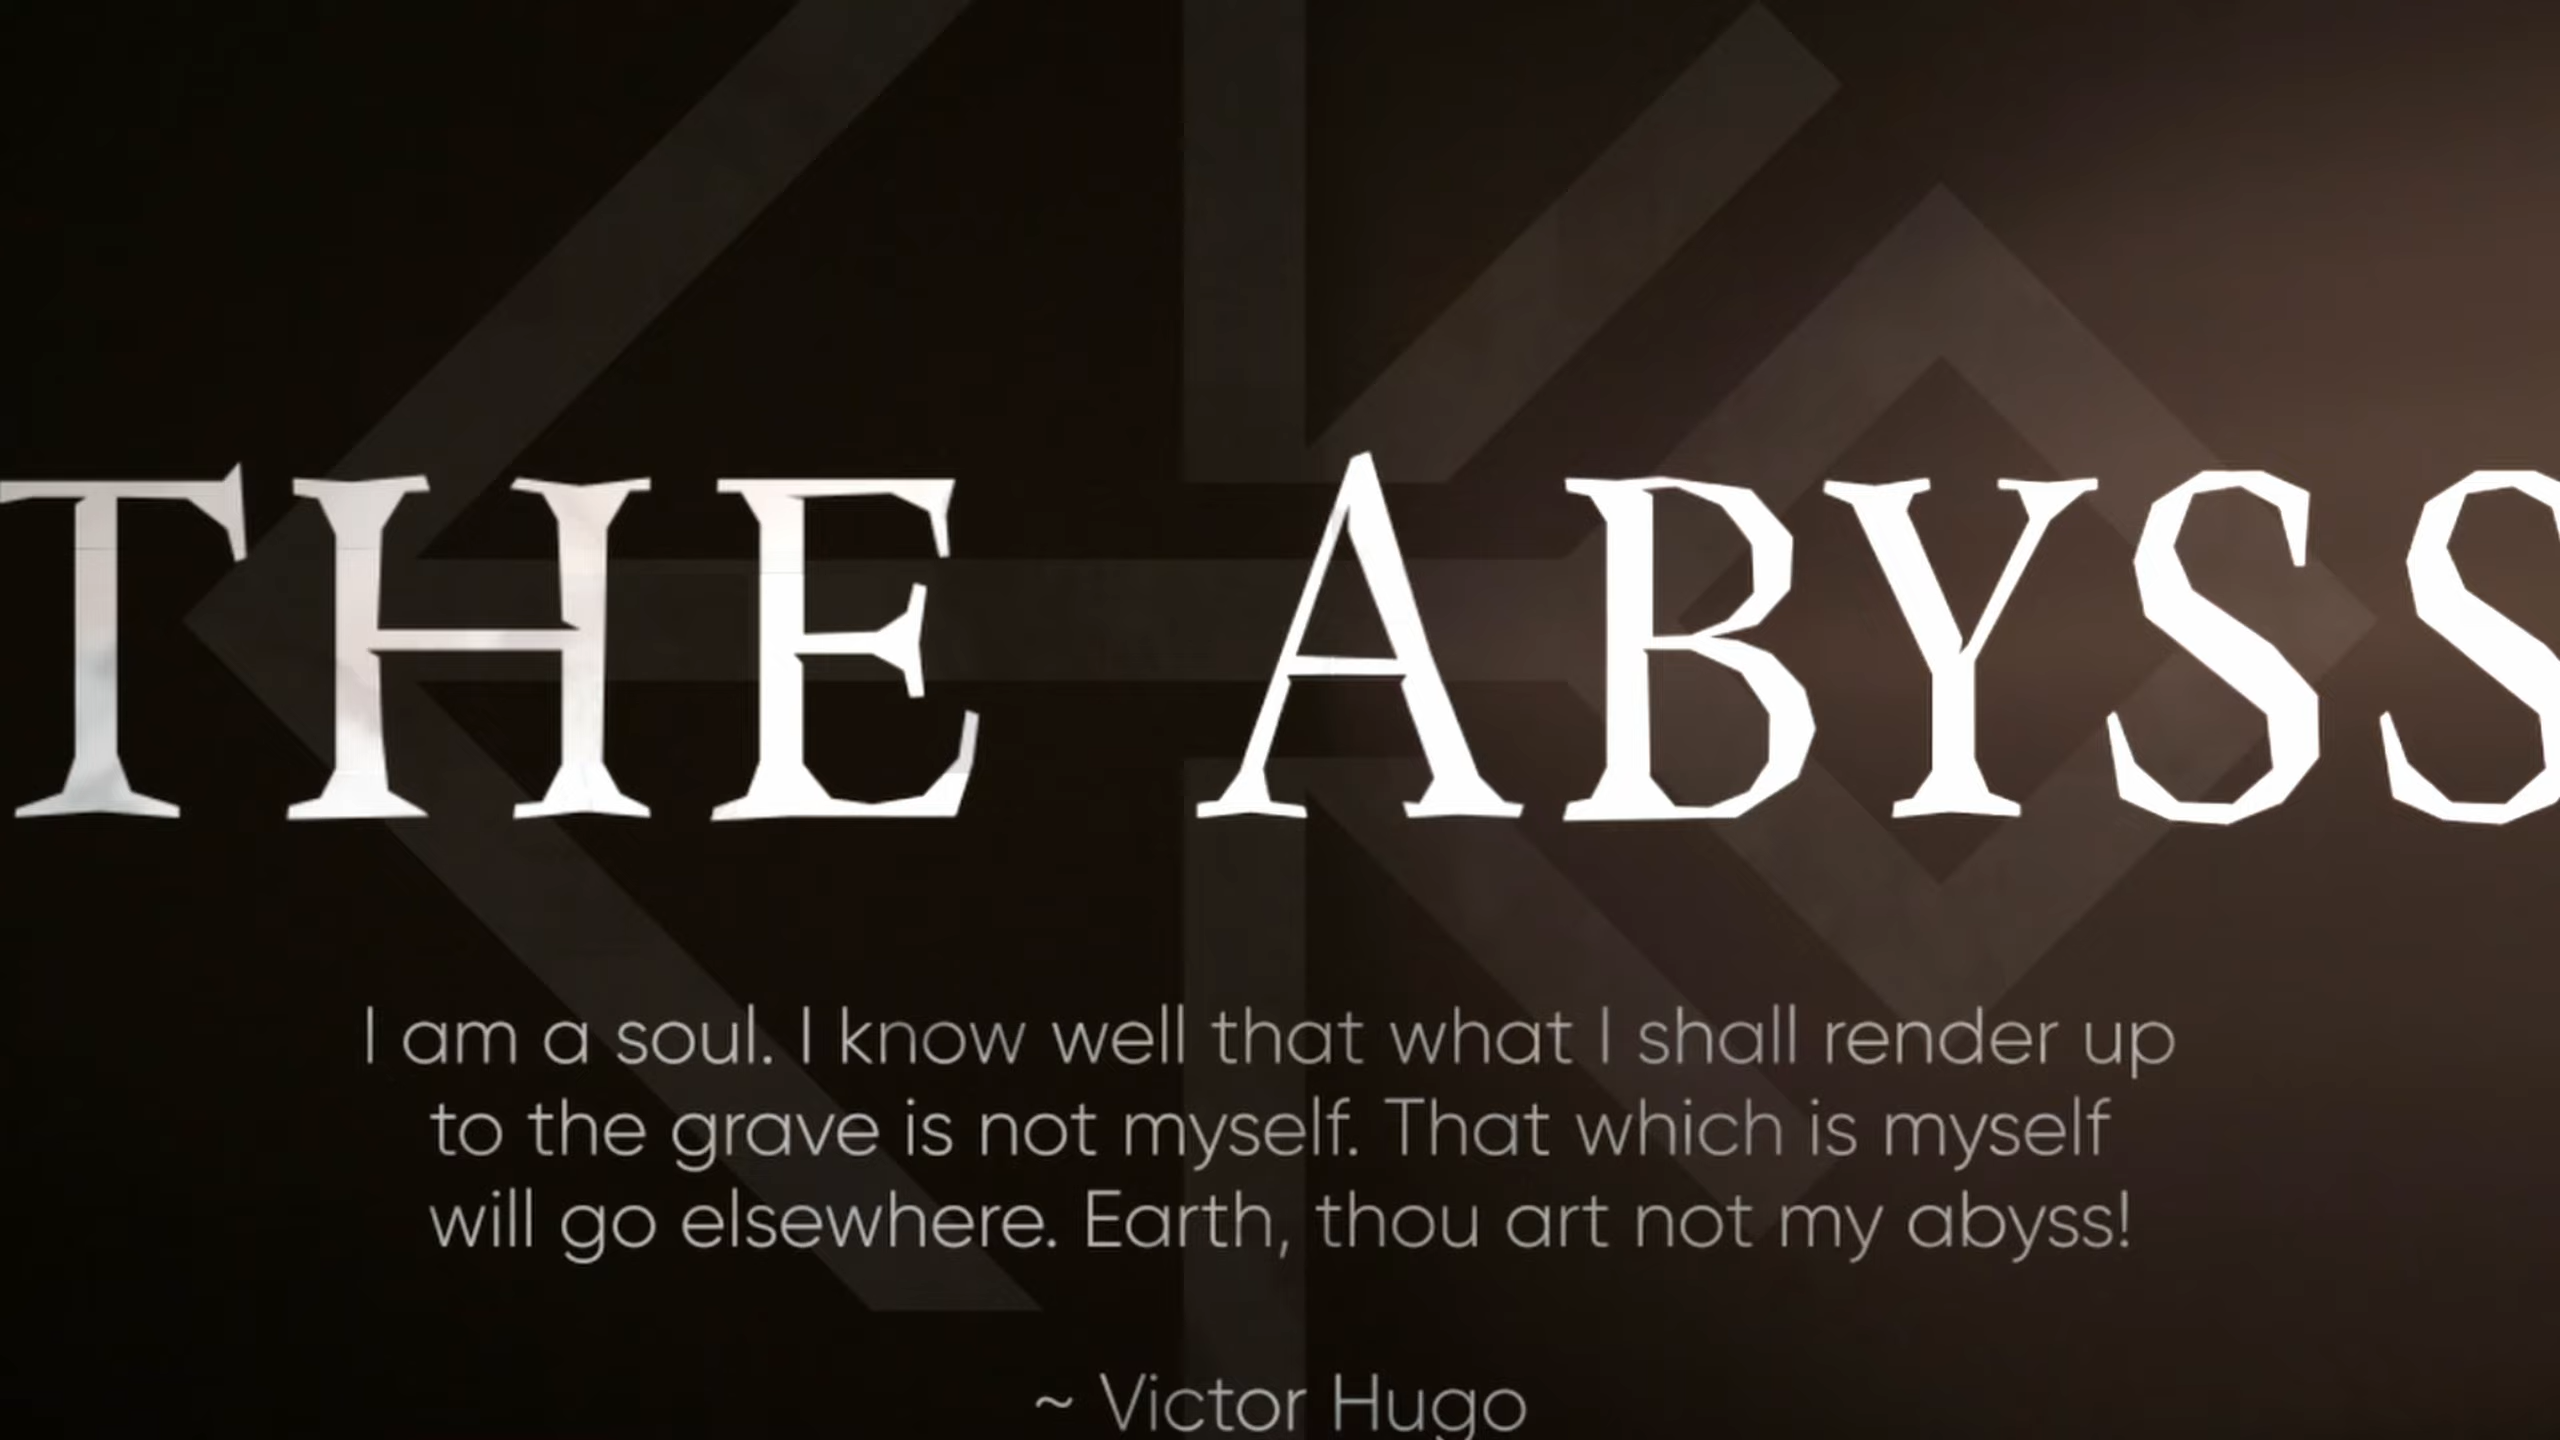 THE ABYSS
I am a soul. I know well that what I shall render up
to the grave is not myself. That which is myself
will go elsewhere. Earth, thou art not my abyss!
~ Victor Hugo